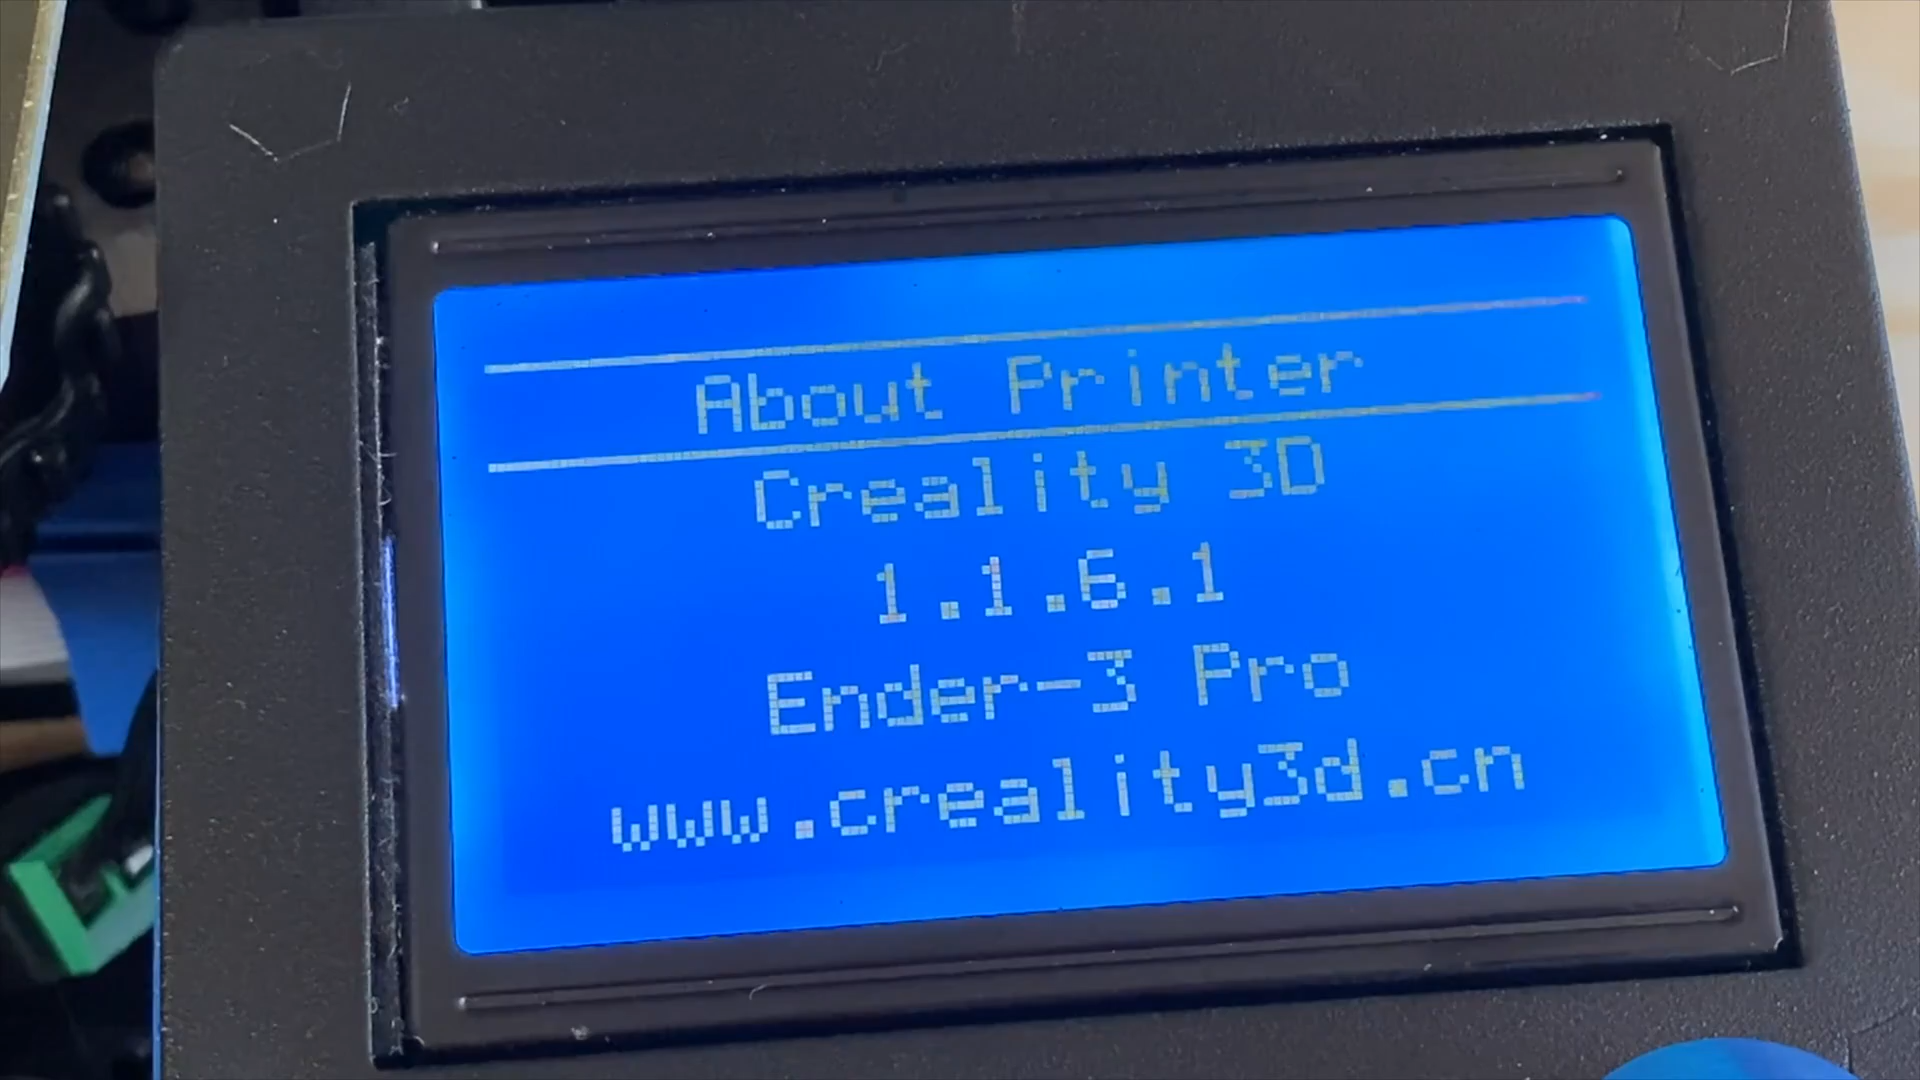 About Printer
Creality 3D
1.1.6.1
Ender-3 Pro
www.creality3d.cn